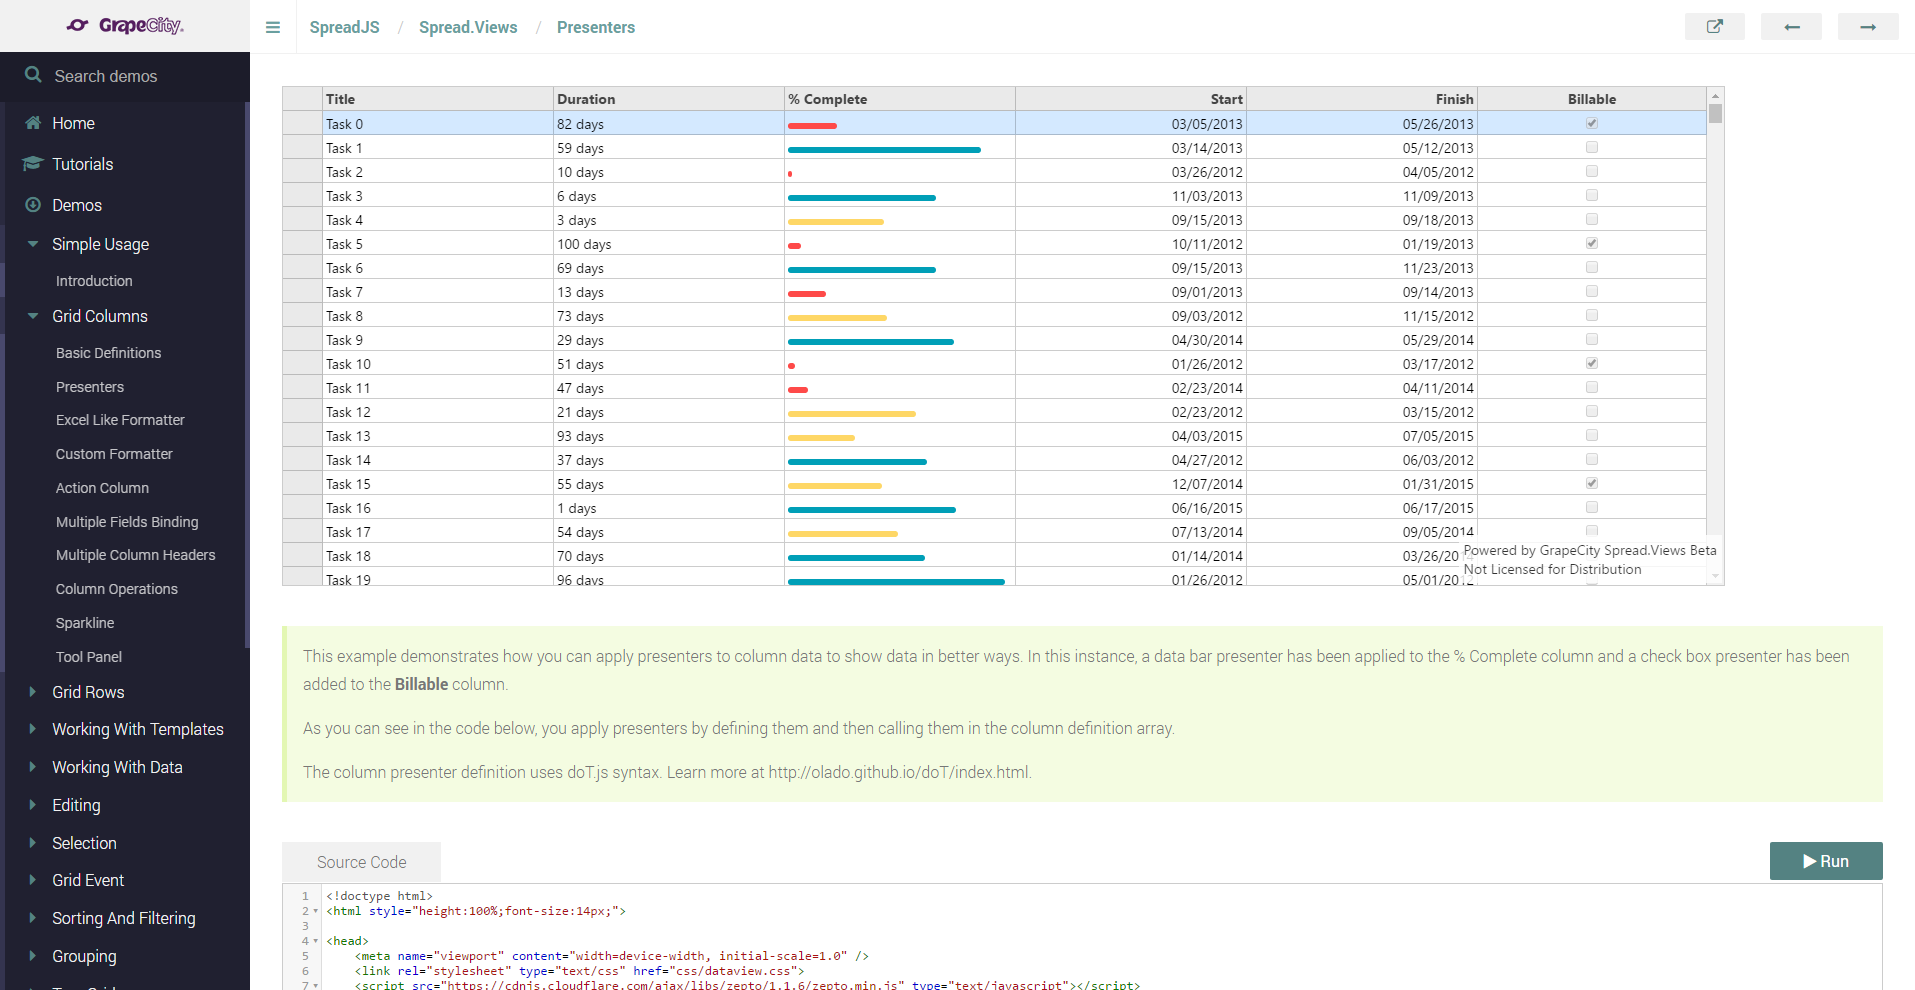 GrapeCity
SpreadJS / Spread.Views / Presenters
Search demos
Home
Tutorials
Demos
Simple Usage
Introduction
Grid Columns
Basic Definitions
Presenters
Excel Like Formatter
Custom Formatter
Action Column
Multiple Fields Binding
Multiple Column Headers
Column Operations
Sparkline
Tool Panel
Grid Rows
Working With Templates
Working With Data
Editing
Selection
Grid Event
Sorting And Filtering
Grouping
Title Duration % Complete Start Finish Billable
Task 0 82 days 03/05/2013 05/26/2013
Task 1 59 days 03/14/2013 05/12/2013
Task 2 10 days 03/26/2012 04/05/2012
Task 3 6 days 11/03/2013 11/09/2013
Task 4 3 days 09/15/2013 09/18/2013
Task 5 100 days 10/11/2012 01/19/2013
Task 6 69 days 09/15/2013 11/23/2013
Task 7 13 days 09/01/2013 09/14/2013
Task 8 73 days 09/03/2012 11/15/2012
Task 9 29 days 04/30/2014 05/29/2014
Task 10 51 days 01/26/2012 03/17/2012
Task 11 47 days 02/23/2014 04/11/2014
Task 12 21 days 02/23/2012 03/15/2012
Task 13 93 days 04/03/2015 07/05/2015
Task 14 37 days 04/27/2012 06/03/2012
Task 15 55 days 12/07/2014 01/31/2015
Task 16 1 days 06/16/2015 06/17/2015
Task 17 54 days 07/13/2014 09/05/2014
Task 18 70 days 01/14/2014 03/26/2014
Task 19 96 days 01/26/2012 05/01/2012
Powered by GrapeCity Spread.Views Beta
Not Licensed for Distribution
This example demonstrates how you can apply presenters to column data to show data in better ways. In this instance, a data bar presenter has been applied to the % Complete column and a check box presenter has been
added to the Billable column.
As you can see in the code below, you apply presenters by defining them and then calling them in the column definition array.
The column presenter definition uses doT.js syntax. Learn more at http://olado.github.io/doT/index.html.
Source Code
Run
1 <!doctype html>
2 <html style="height:100%;font-size:14px;">
3
4 <head>
5 <meta name="viewport" content="width=device-width, initial-scale=1.0" />
6 <link rel="stylesheet" type="text/css" href="css/dataview.css">
7 <script src="https://cdnjs.cloudflare.com/ajax/libs/zepto/1.1.6/zepto.min.js" type="text/javascript"></script>